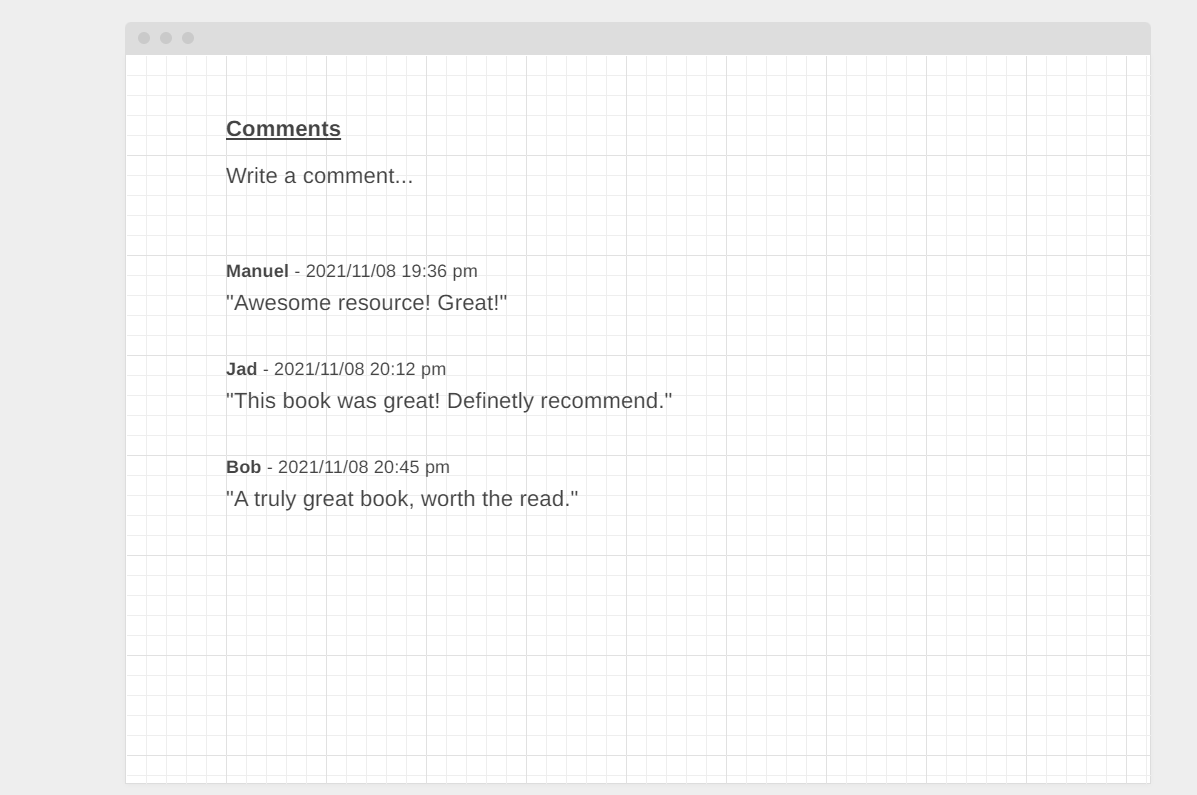 Comments
Write a comment...
Manuel - 2021/11/08 19:36 pm
"Awesome resource! Great!"
Jad - 2021/11/08 20:12 pm
"This book was great! Definetly recommend."
Bob - 2021/11/08 20:45 pm
"A truly great book, worth the read."